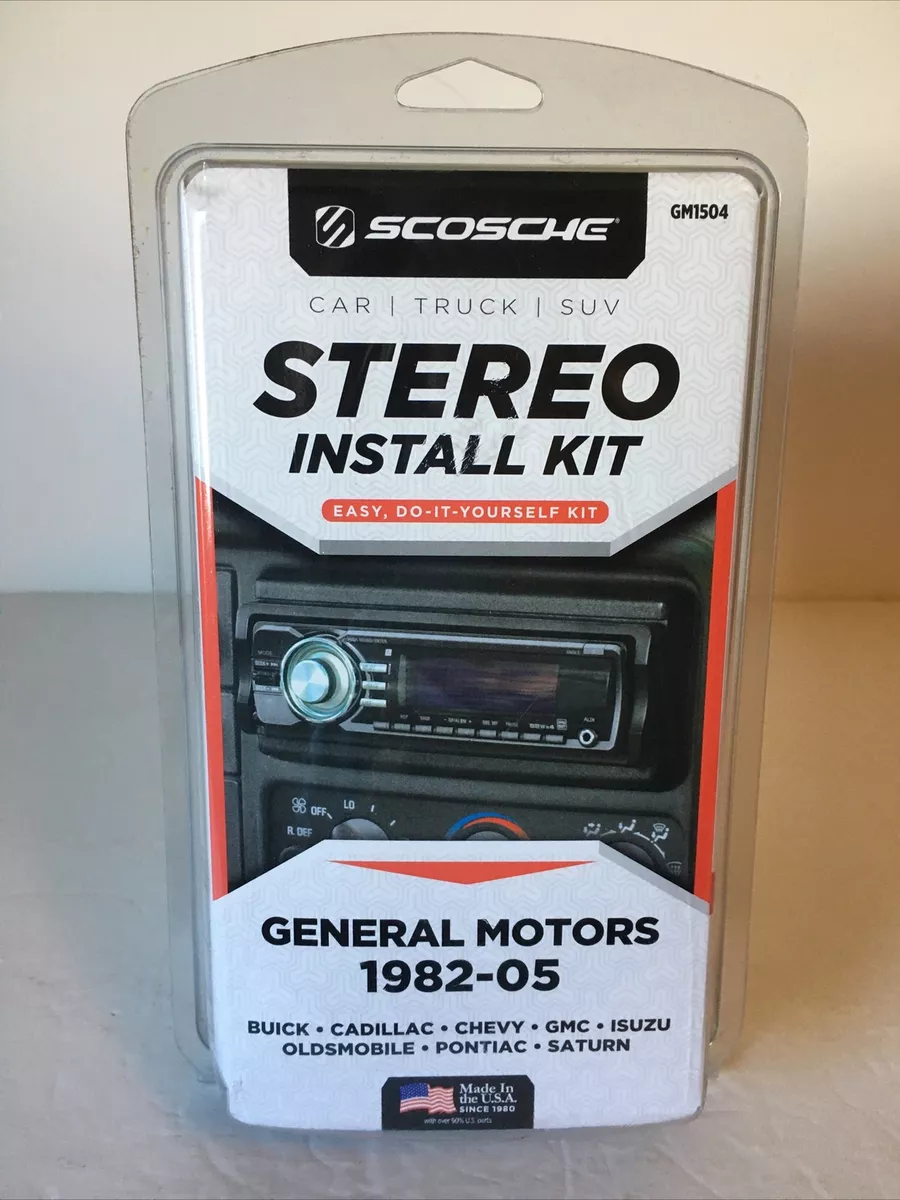 SCOSCHE
GM1504
CAR | TRUCK | SUV
STEREO
INSTALL KIT
EASY, DO-IT-YOURSELF KIT
OFF
LO
R. DEF
GENERAL MOTORS
1982-05
BUICK • CADILLAC • CHEVY • GMC • ISUZU
OLDSMOBILE • PONTIAC • SATURN
Made In
the U.S.A.
SINCE 1980
with over 90% U.S. parts